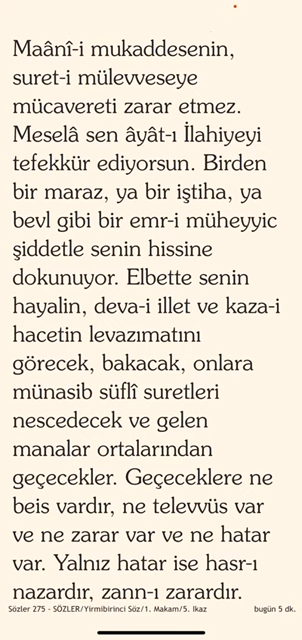 Maânî-i mukaddesenin,
suret-i mülevveseye
mücavereti zarar etmez.
Meselâ sen âyât-ı İlahiyeyi
tefekkür ediyorsun. Birden
bir maraz, ya bir iştiha, ya
bevl gibi bir emr-i müheyyic
şiddetle senin hissine
dokunuyor. Elbette senin
hayalin, deva-i illet ve kaza-i
hacetin levazımatını
görecek, bakacak, onlara
münasib süflî suretleri
nescedecek ve gelen
manalar ortalarından
geçecekler. Geçeceklere ne
beis vardır, ne televvüs var
ve ne zarar var ve ne hatar
var. Yalnız hatar ise hasr-ı
nazardır, zann-ı zarardır.
Sözler 275 - SÖZLER/Yirmibirinci Söz/1. Makam/5. Ikaz bugün 5 dk.